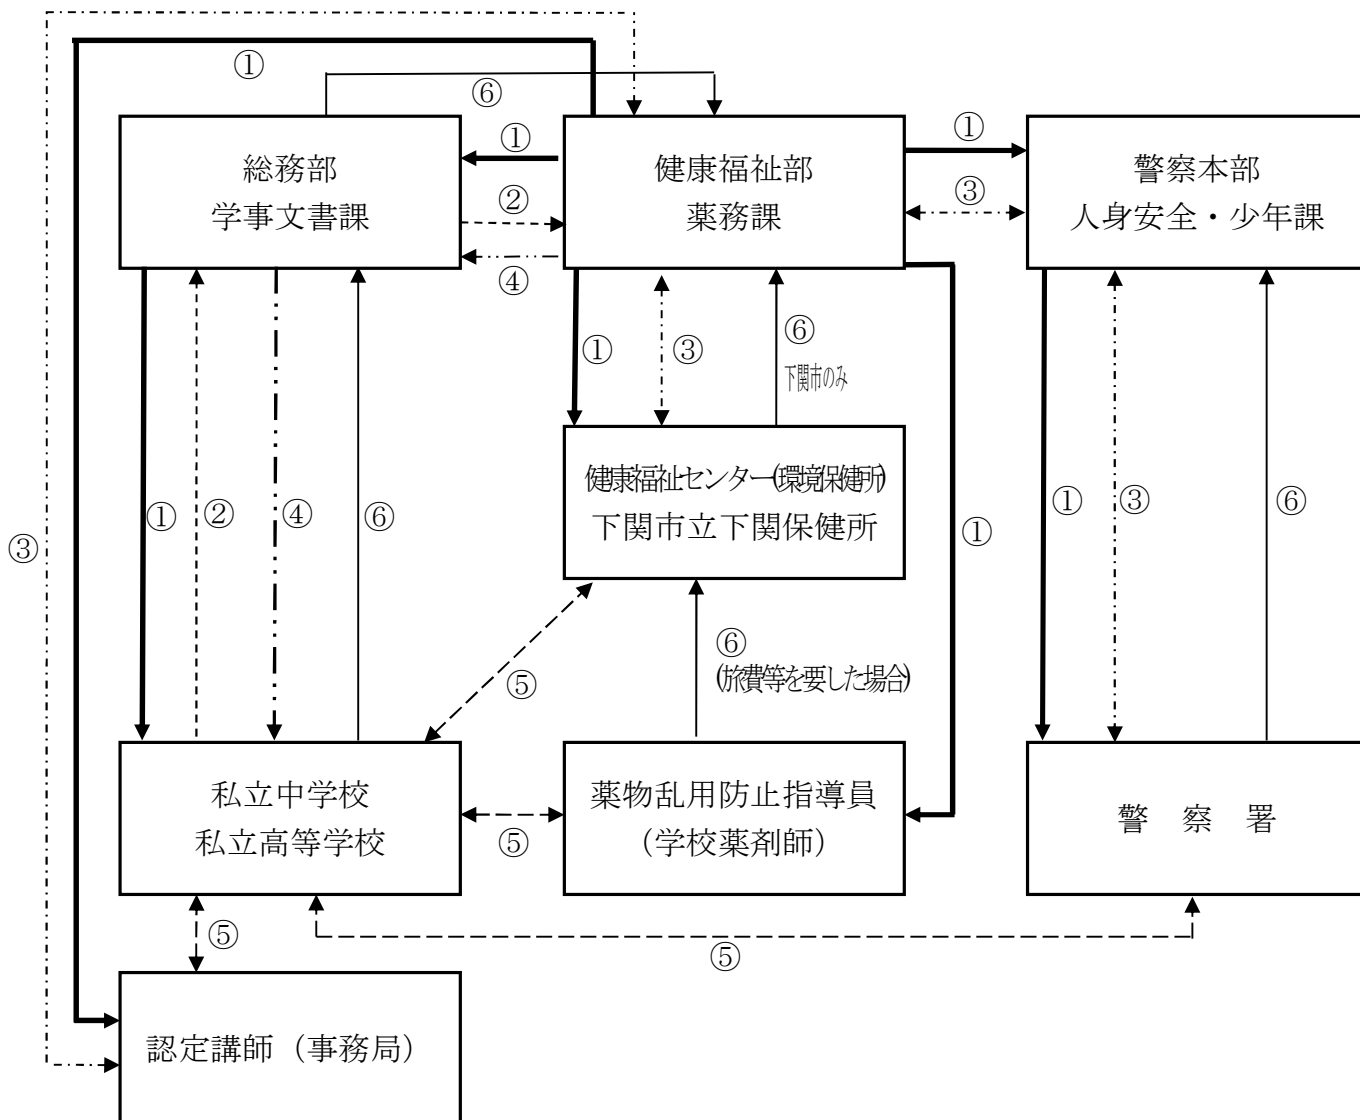 ①
⑥
①
①
総務部
学事文書課
健康福祉部
薬務課
警察本部
人身安全・少年課
②
③
④
①
③
⑥
下関市のみ
健康福祉センター(環境保健所)
下関市立下関保健所
①
②
④
⑥
①
①
③
⑥
③
⑥
(旅費等を要した場合)
⑤
私立中学校
私立高等学校
⑤
薬物乱用防止指導員
(学校薬剤師)
警 察 署
⑤
⑤
認定講師(事務局)